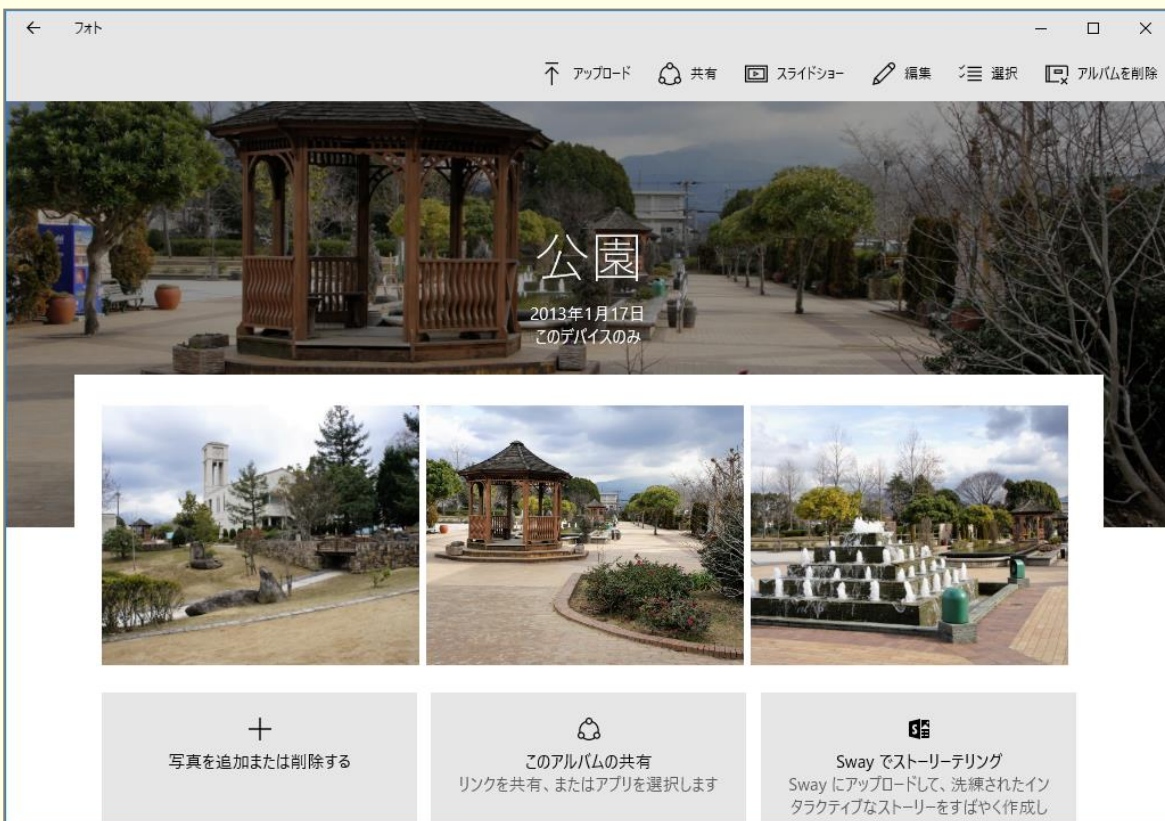 フォト
アップロード 共有 スライドショー 編集 選択 アルバムを削除
公園
2013年1月17日
このデバイスのみ
写真を追加または削除する
このアルバムの共有
リンクを共有、またはアプリを選択します
Sway でストーリーテリング
Sway にアップロードして、洗練されたイン
タラクティブなストーリーをすばやく作成し